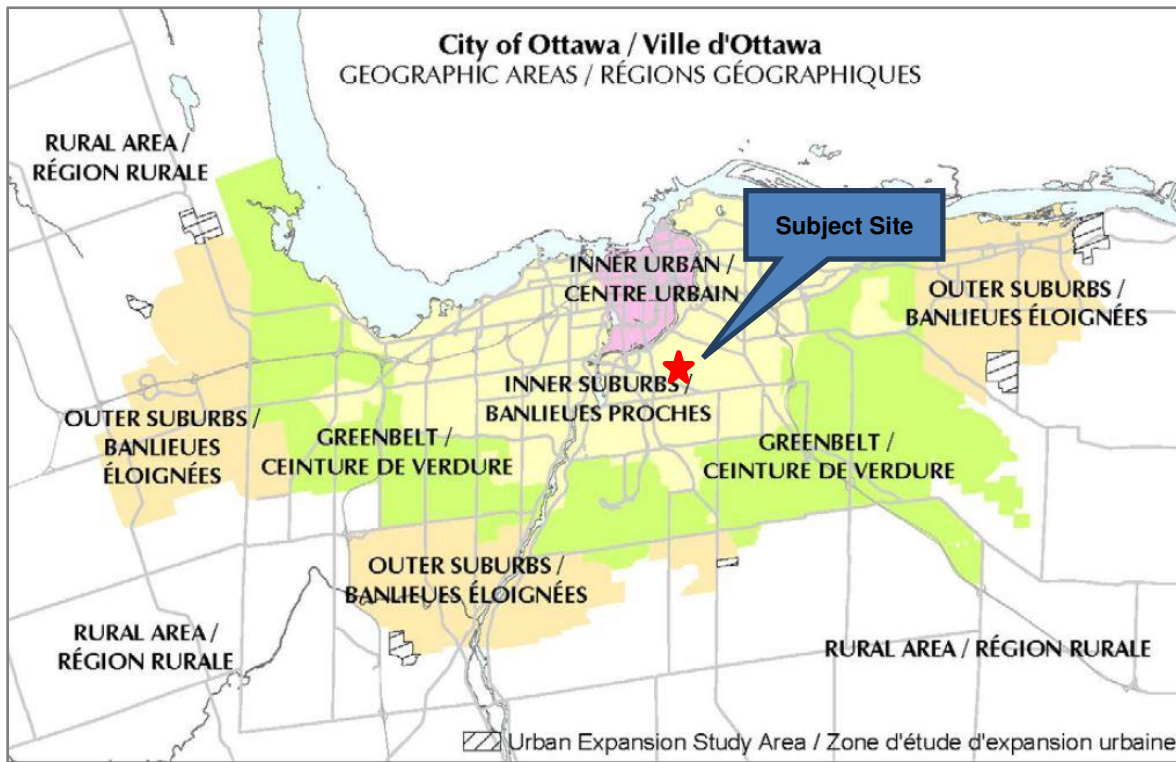 City of Ottawa / Ville d'Ottawa
GEOGRAPHIC AREAS / RÉGIONS GÉOGRAPHIQUES
RURAL AREA /
RÉGION RURALE
Subject Site
INNER URBAN /
CENTRE URBAIN
OUTER SUBURBS /
BANLIEUES ÉLOIGNÉES
INNER SUBURBS /
BANLIEUES PROCHES
OUTER SUBURBS /
BANLIEUES
ÉLOIGNÉES
GREENBELT /
CEINTURE DE VERDURE
GREENBELT /
CEINTURE DE VERDURE
OUTER SUBURBS /
BANLIEUES ÉLOIGNÉES
RURAL AREA /
RÉGION RURALE
RURAL AREA / RÉGION RURALE
Urban Expansion Study Area / Zone d'étude d'expansion urbaine